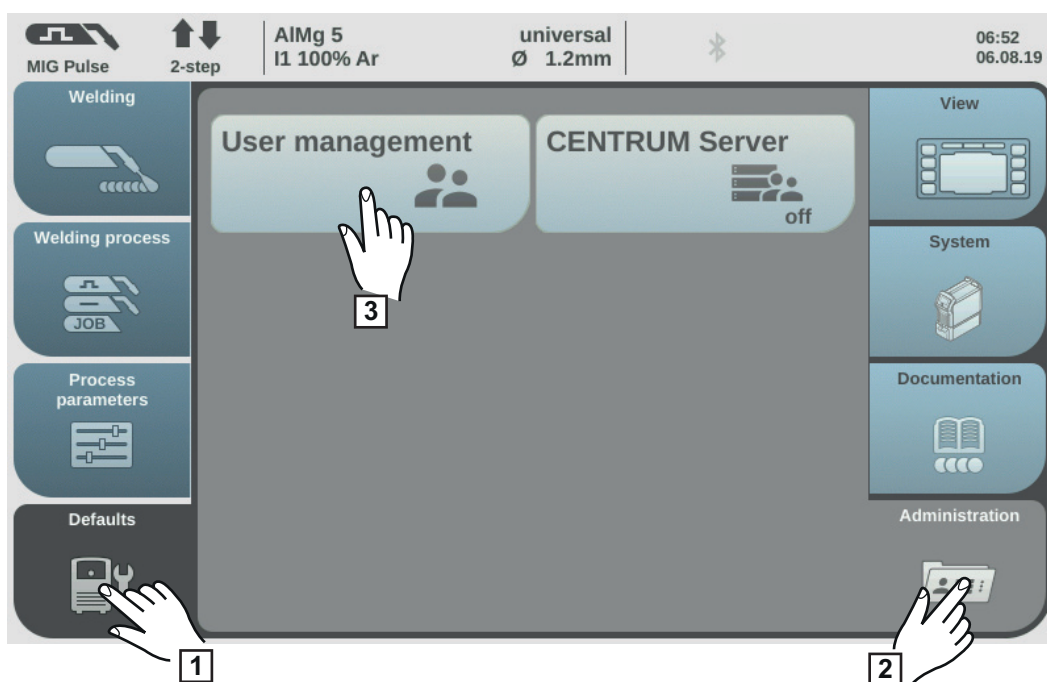 MIG Pulse
2-step
AlMg 5
I1 100% Ar
universal
Ø 1.2mm
06:52
06.08.19
Welding
Welding process
JOB
Process
parameters
Defaults
User management
CENTRUM Server
off
View
System
Documentation
Administration
1
2
3